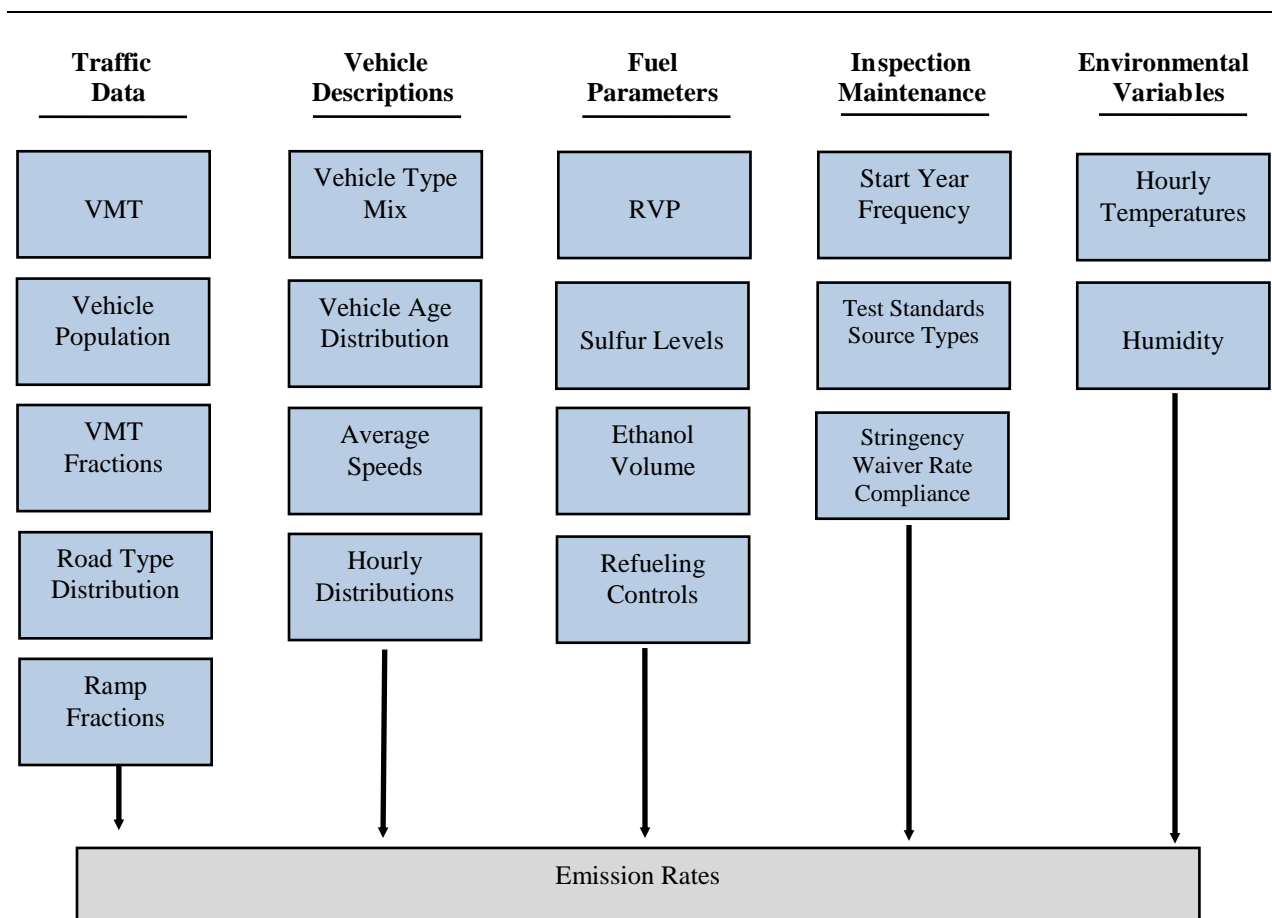 Traffic
Data
Vehicle
Descriptions
Fuel
Parameters
Inspection
Maintenance
Environmental
Variables
VMT
Vehicle
Population
VMT
Fractions
Road Type
Distribution
Ramp
Fractions
Vehicle Type
Mix
Vehicle Age
Distribution
Average
Speeds
Hourly
Distributions
RVP
Sulfur Levels
Ethanol
Volume
Refueling
Controls
Start Year
Frequency
Test Standards
Source Types
Stringency
Waiver Rate
Compliance
Hourly
Temperatures
Humidity
Emission Rates